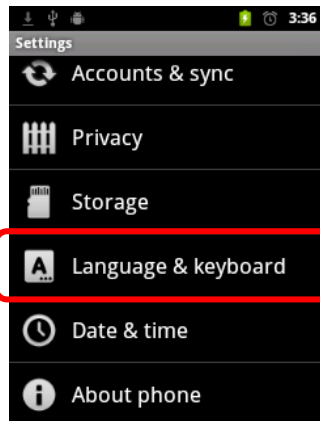 3:36
Settings
Accounts & sync
Privacy
Storage
A
Language & keyboard
Date & time
About phone